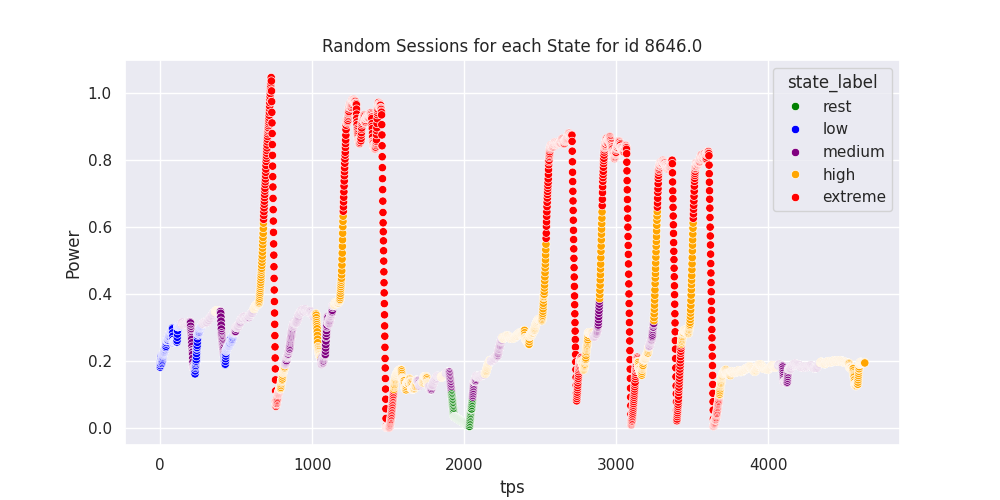 Random Sessions for each State for id 8646.0
state_label
rest
low
medium
high
extreme
Power
1.0
0.8
0.6
0.4
0.2
0.0
0
1000
2000
3000
4000
tps